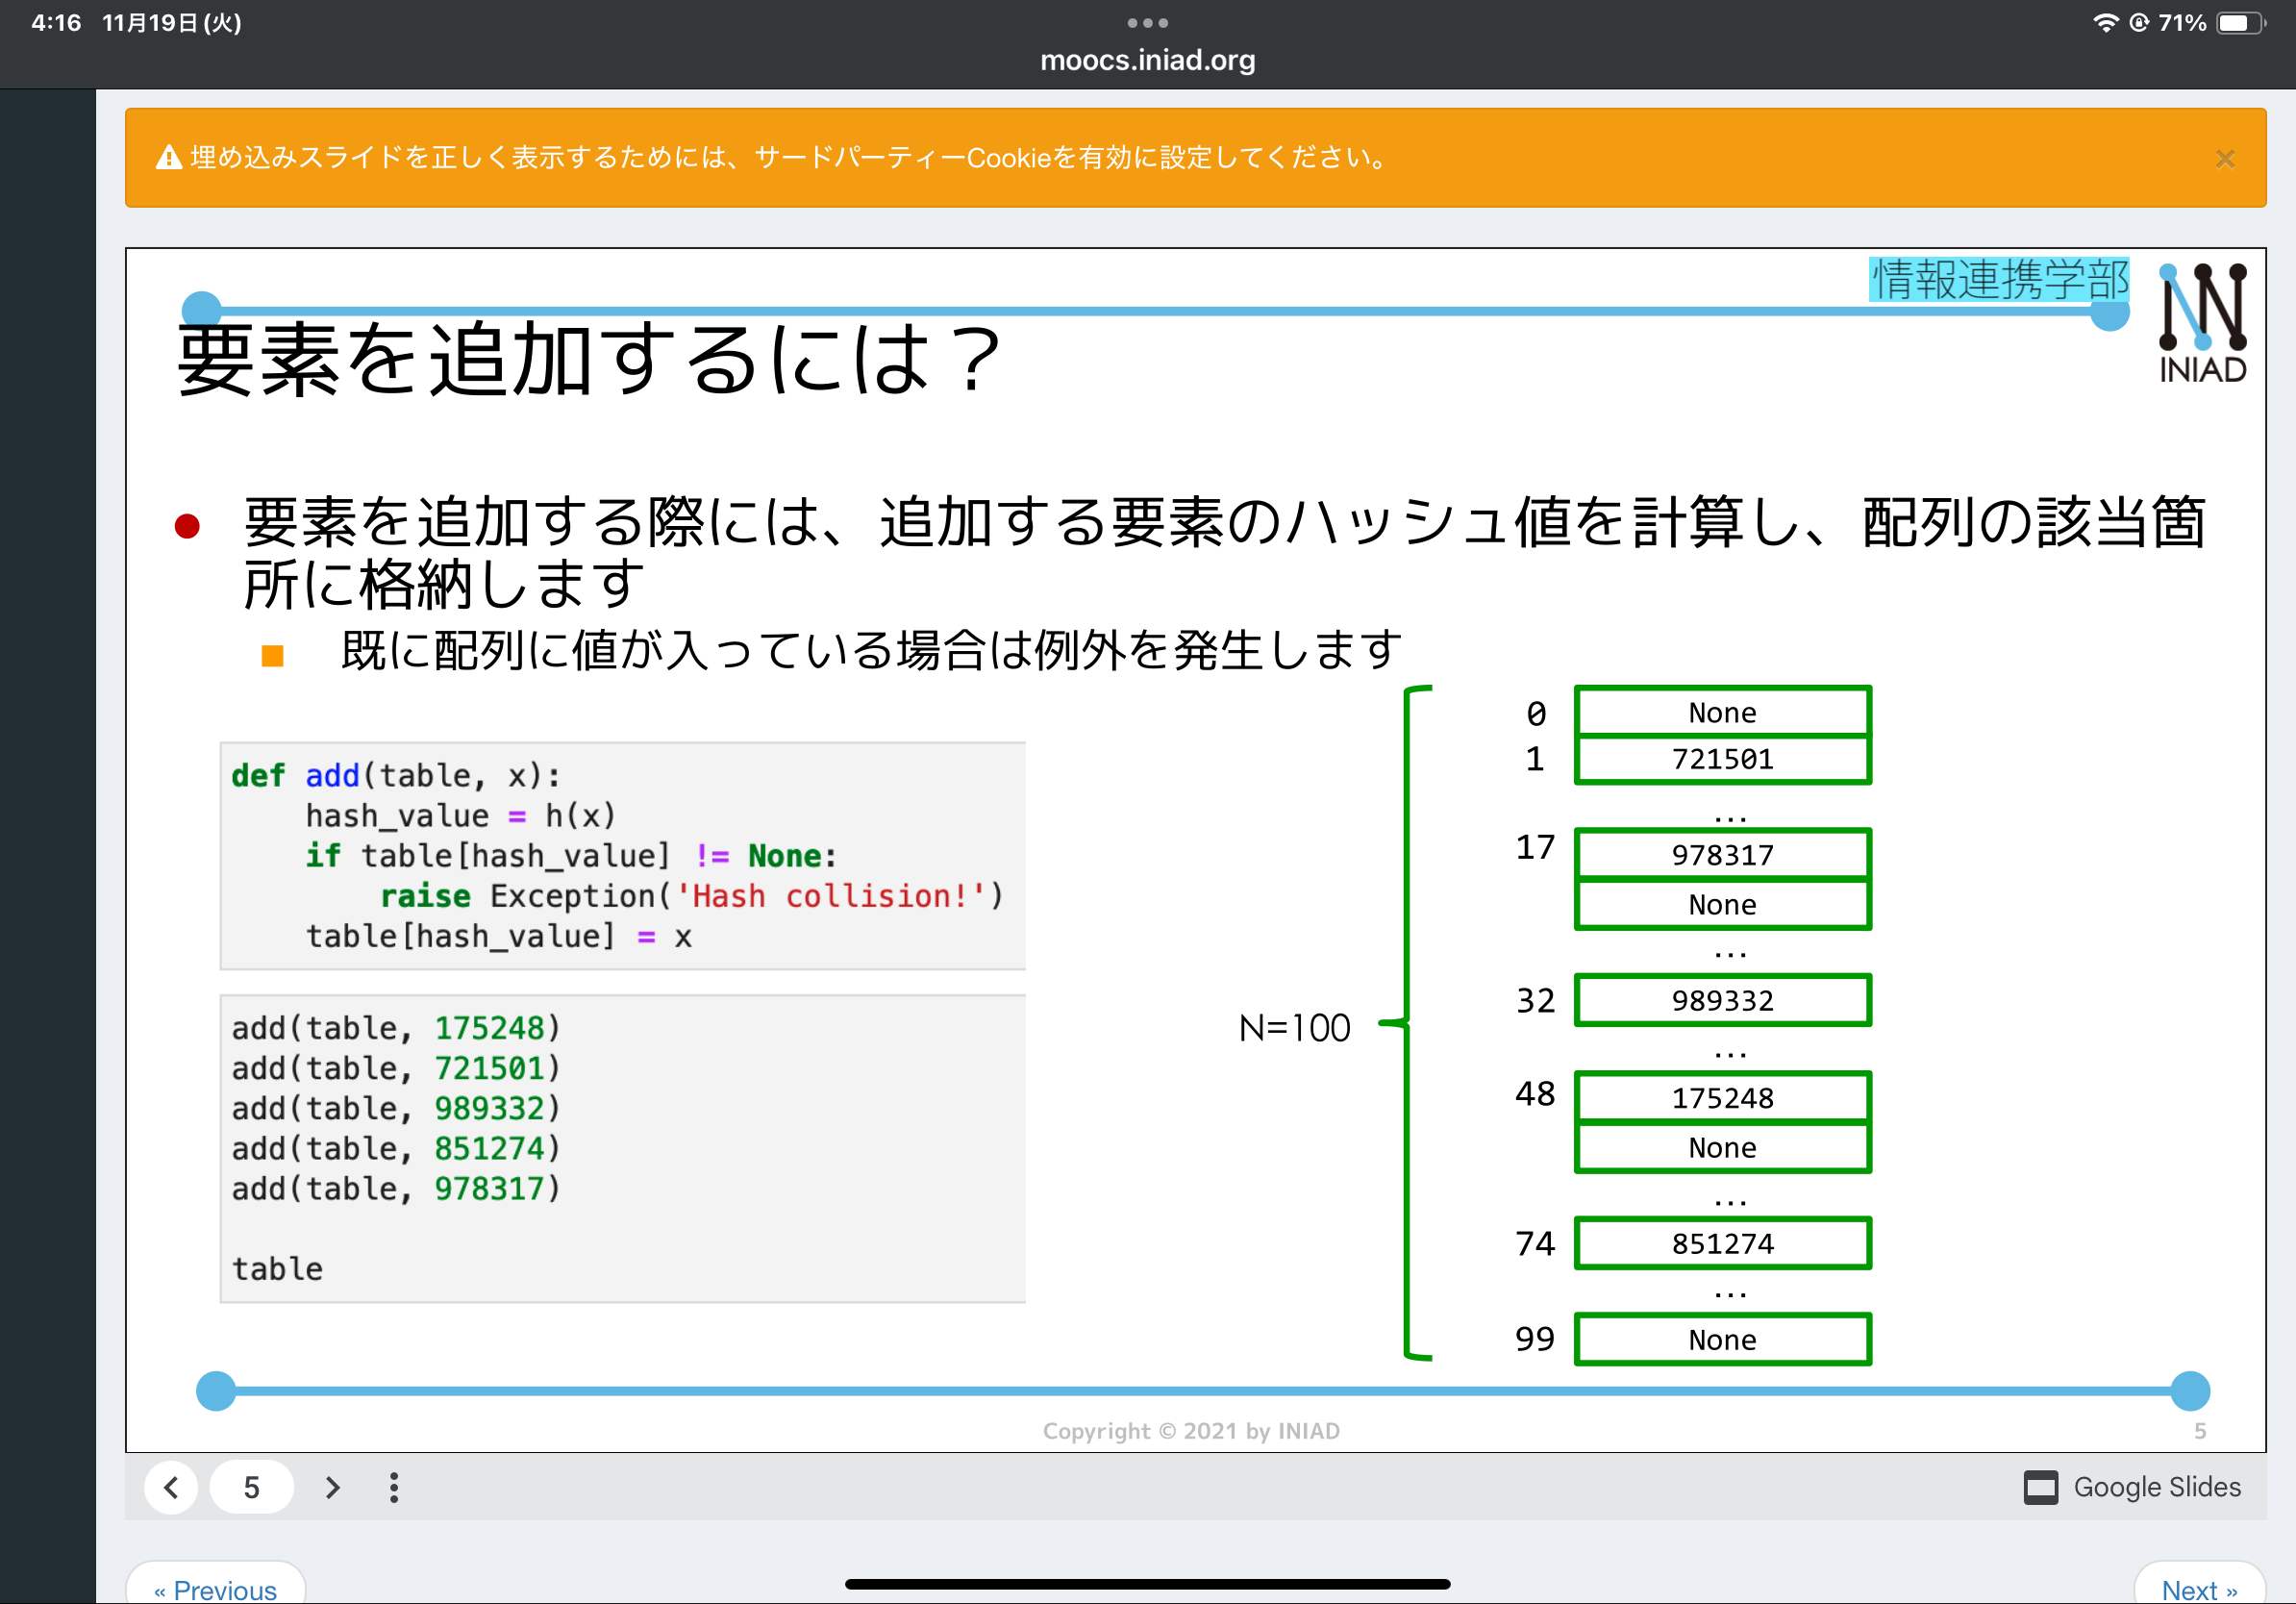 4:16 11月19日(火)
71%
moocs.iniad.org
埋め込みスライドを正しく表示するためには、サードパーティーCookieを有効に設定してください。
×
情報連携学部
INIAD
要素を追加するには？
要素を追加する際には、追加する要素のハッシュ値を計算し、配列の該当箇
所に格納します
既に配列に値が入っている場合は例外を発生します
def add(table, x):
    hash_value = h(x)
    if table[hash_value] != None:
        raise Exception('Hash collision!')
    table[hash_value] = x
add(table, 175248)
add(table, 721501)
add(table, 989332)
add(table, 851274)
add(table, 978317)
table
N=100
0 None
1 721501
...
17 978317
None
...
32 989332
...
48 175248
None
...
74 851274
...
99 None
Copyright © 2021 by INIAD
5
5
Google Slides
« Previous
Next »